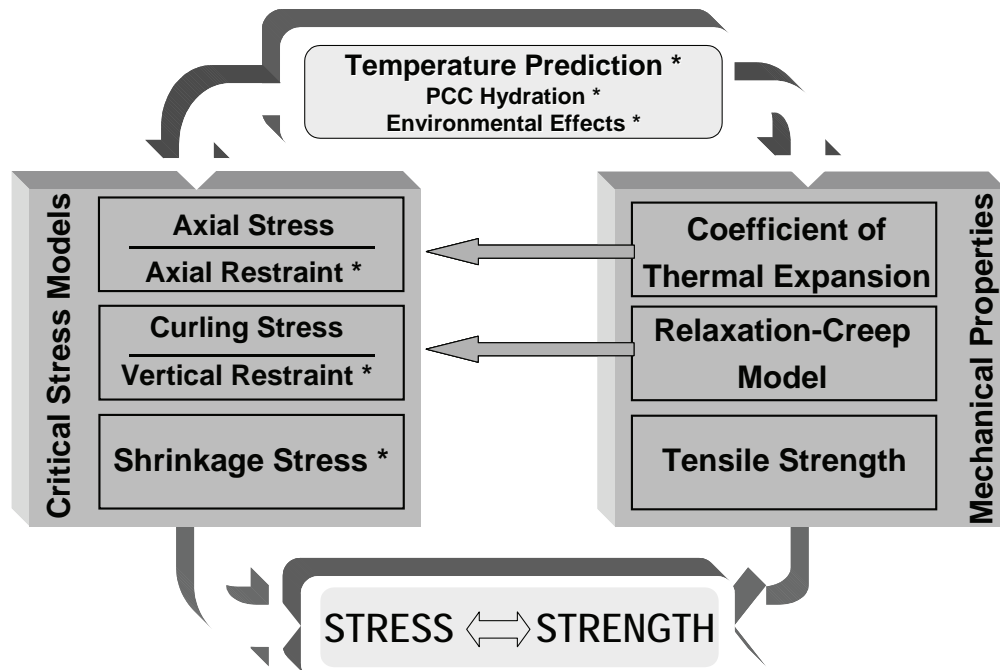 Temperature Prediction *
PCC Hydration *
Environmental Effects *
Critical Stress Models
Axial Stress
Axial Restraint *
Curling Stress
Vertical Restraint *
Shrinkage Stress *
Coefficient of
Thermal Expansion
Relaxation-Creep
Model
Tensile Strength
Mechanical Properties
STRESS STRENGTH